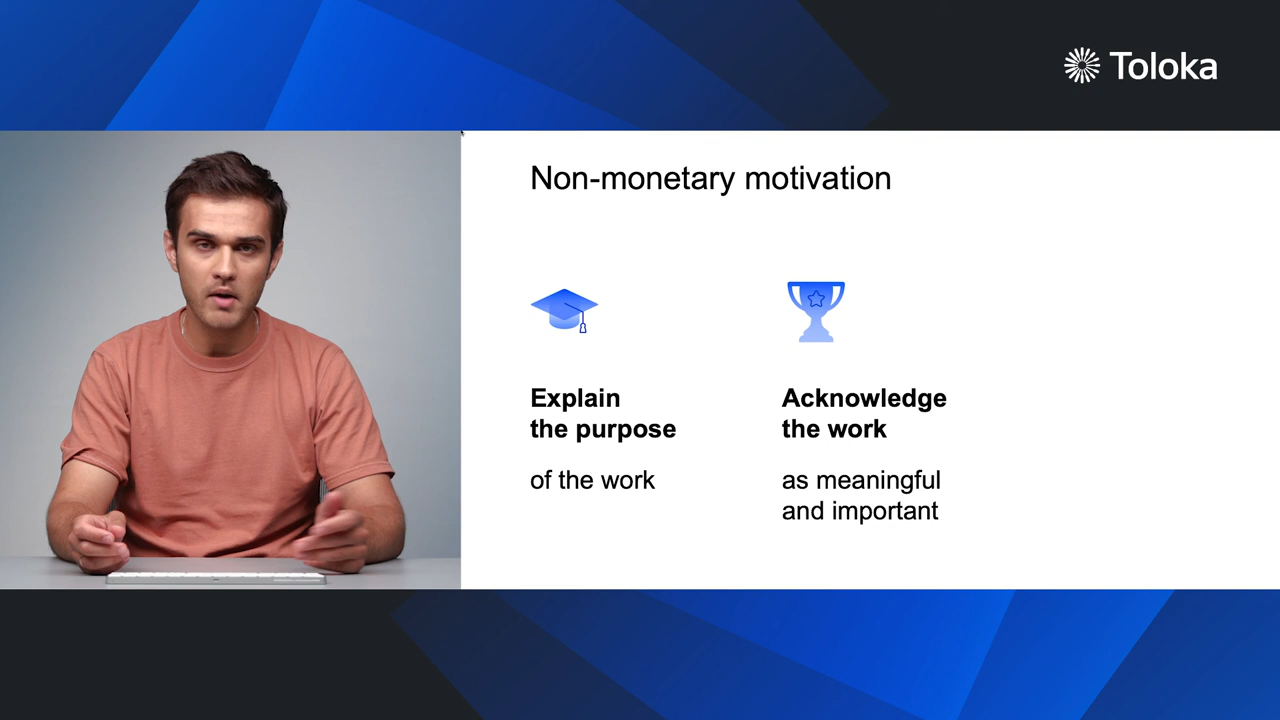 Toloka
Non-monetary motivation
Explain
the purpose
of the work
Acknowledge
the work
as meaningful
and important